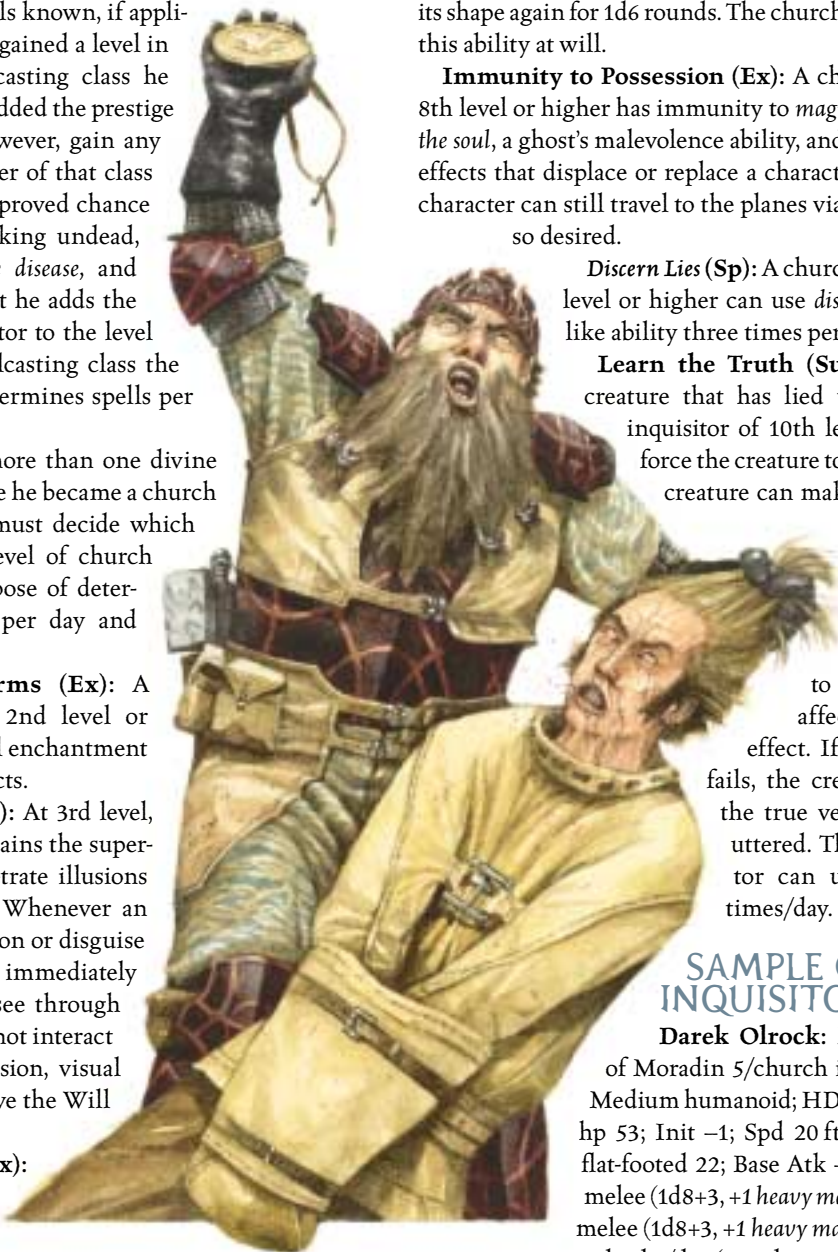 ls known, if appli-
gained a level in
casting class he
dded the prestige
wever, gain any
er of that class
proved chance
king undead,
disease, and
t he adds the
tor to the level
lcasting class the
ermines spells per
more than one divine
e he became a church
must decide which
evel of church
pose of deter-
per day and
rms (Ex): A
2nd level or
l enchantment
cts.
): At 3rd level,
ains the super-
trate illusions
Whenever an
on or disguise
immediately
see through
not interact
sion, visual
ve the Will
x):
its shape again for 1d6 rounds. The church
this ability at will.
Immunity to Possession (Ex): A ch
8th level or higher has immunity to mag
the soul, a ghost's malevolence ability, and
effects that displace or replace a charact
character can still travel to the planes via
so desired.
Discern Lies (Sp): A churc
level or higher can use dis
like ability three times per
Learn the Truth (Su
creature that has lied
inquisitor of 10th le
force the creature to
creature can mak
to
affe
effect. If
fails, the cre
the true ve
uttered. Th
tor can u
times/day.
SAMPLE
INQUISITO
Darek Olrock:
of Moradin 5/church i
Medium humanoid; HD
hp 53; Init –1; Spd 20 ft
flat-footed 22; Base Atk
melee (1d8+3, +1 heavy ma
melee (1d8+3, +1 heavy ma